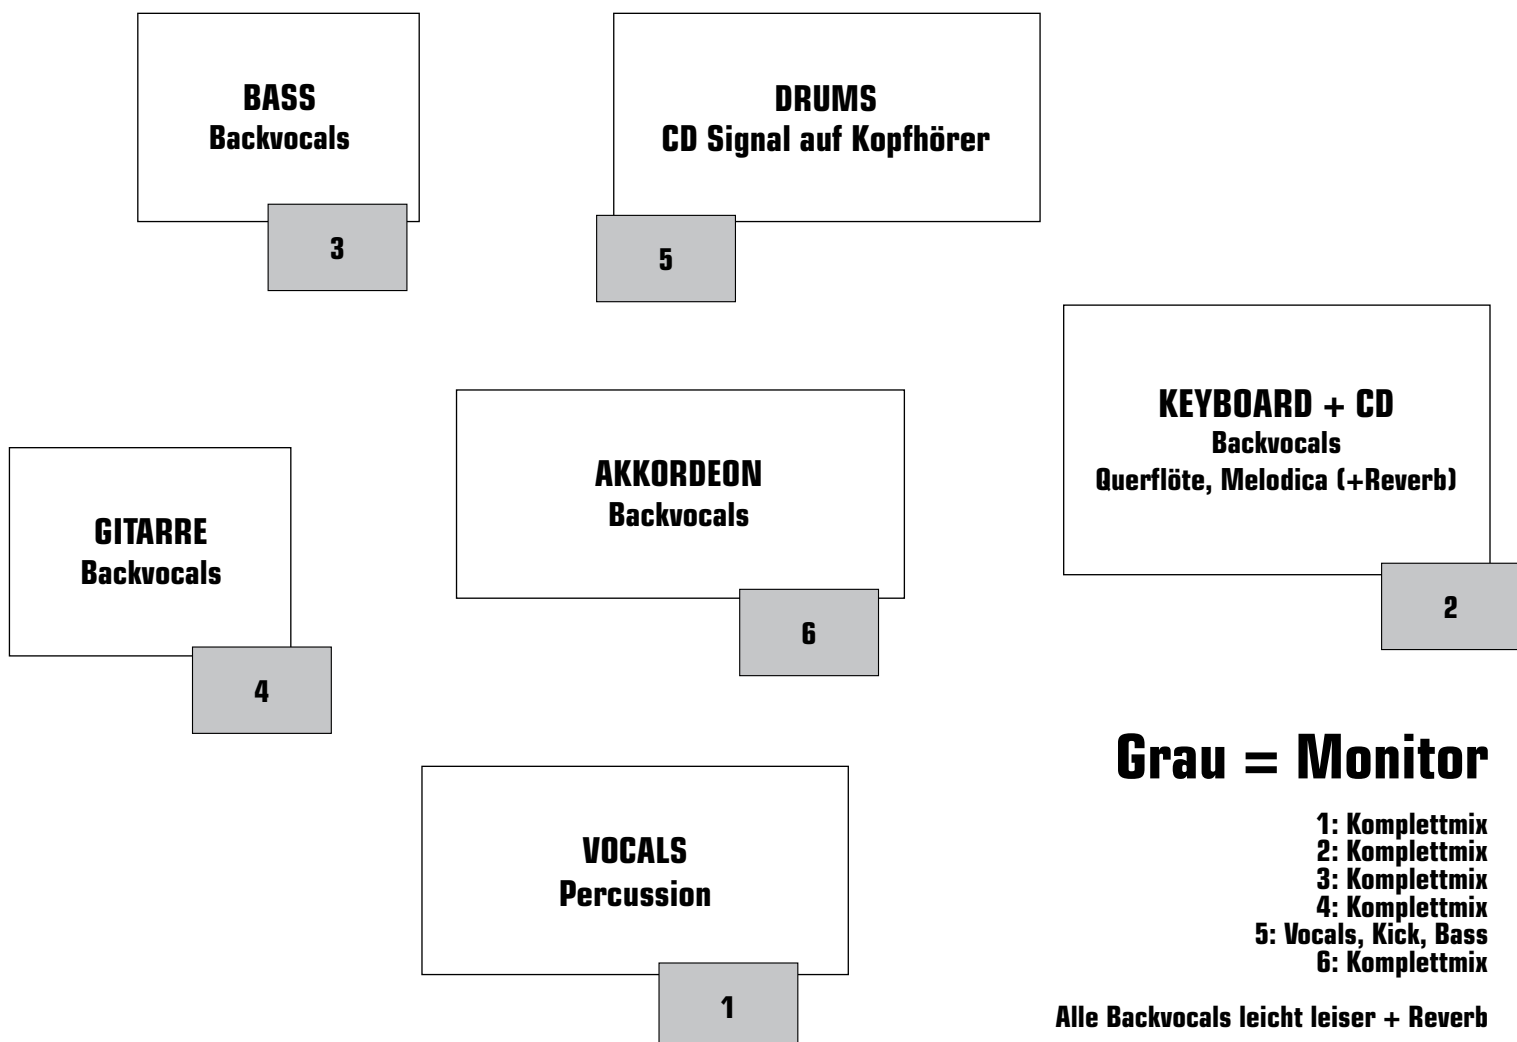 BASS
Backvocals
3
DRUMS
CD Signal auf Kopfhörer
5
KEYBOARD + CD
Backvocals
Querflöte, Melodica (+Reverb)
2
AKKORDEON
Backvocals
6
GITARRE
Backvocals
4
VOCALS
Percussion
1
Grau = Monitor
1: Komplettmix
2: Komplettmix
3: Komplettmix
4: Komplettmix
5: Vocals, Kick, Bass
6: Komplettmix
Alle Backvocals leicht leiser + Reverb